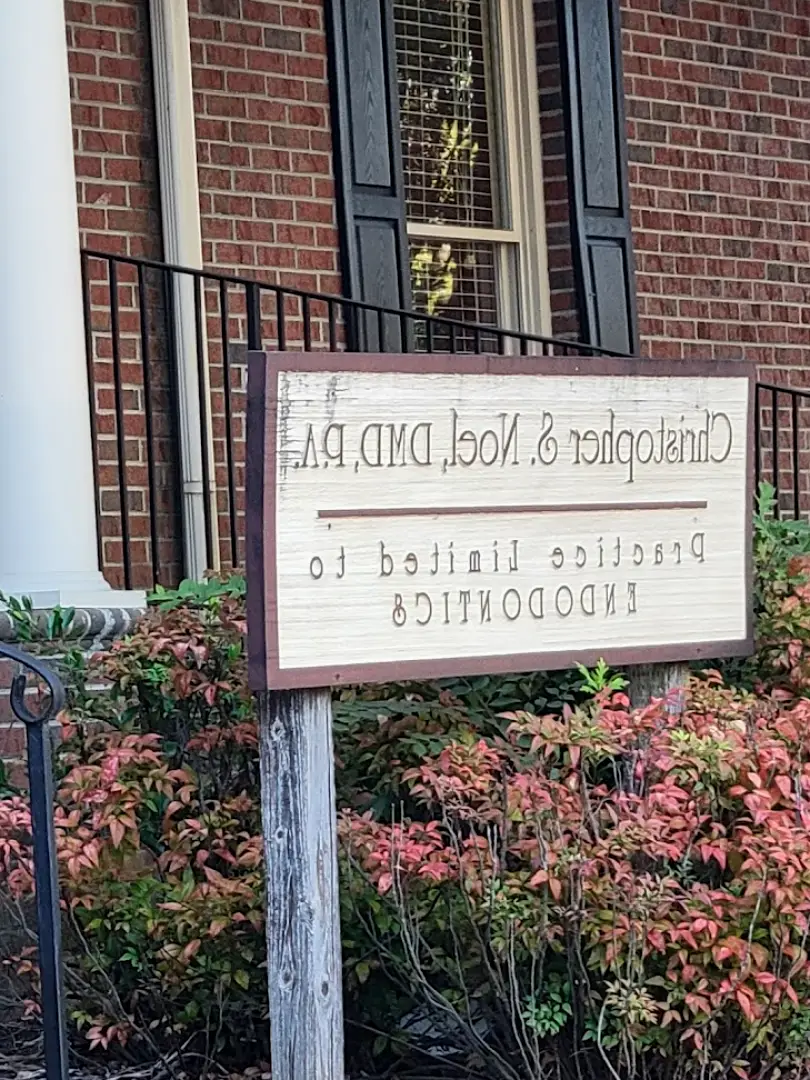 Christopher S. Noel, DMD, P.A.
Practice Limited to
ENDODONTICS